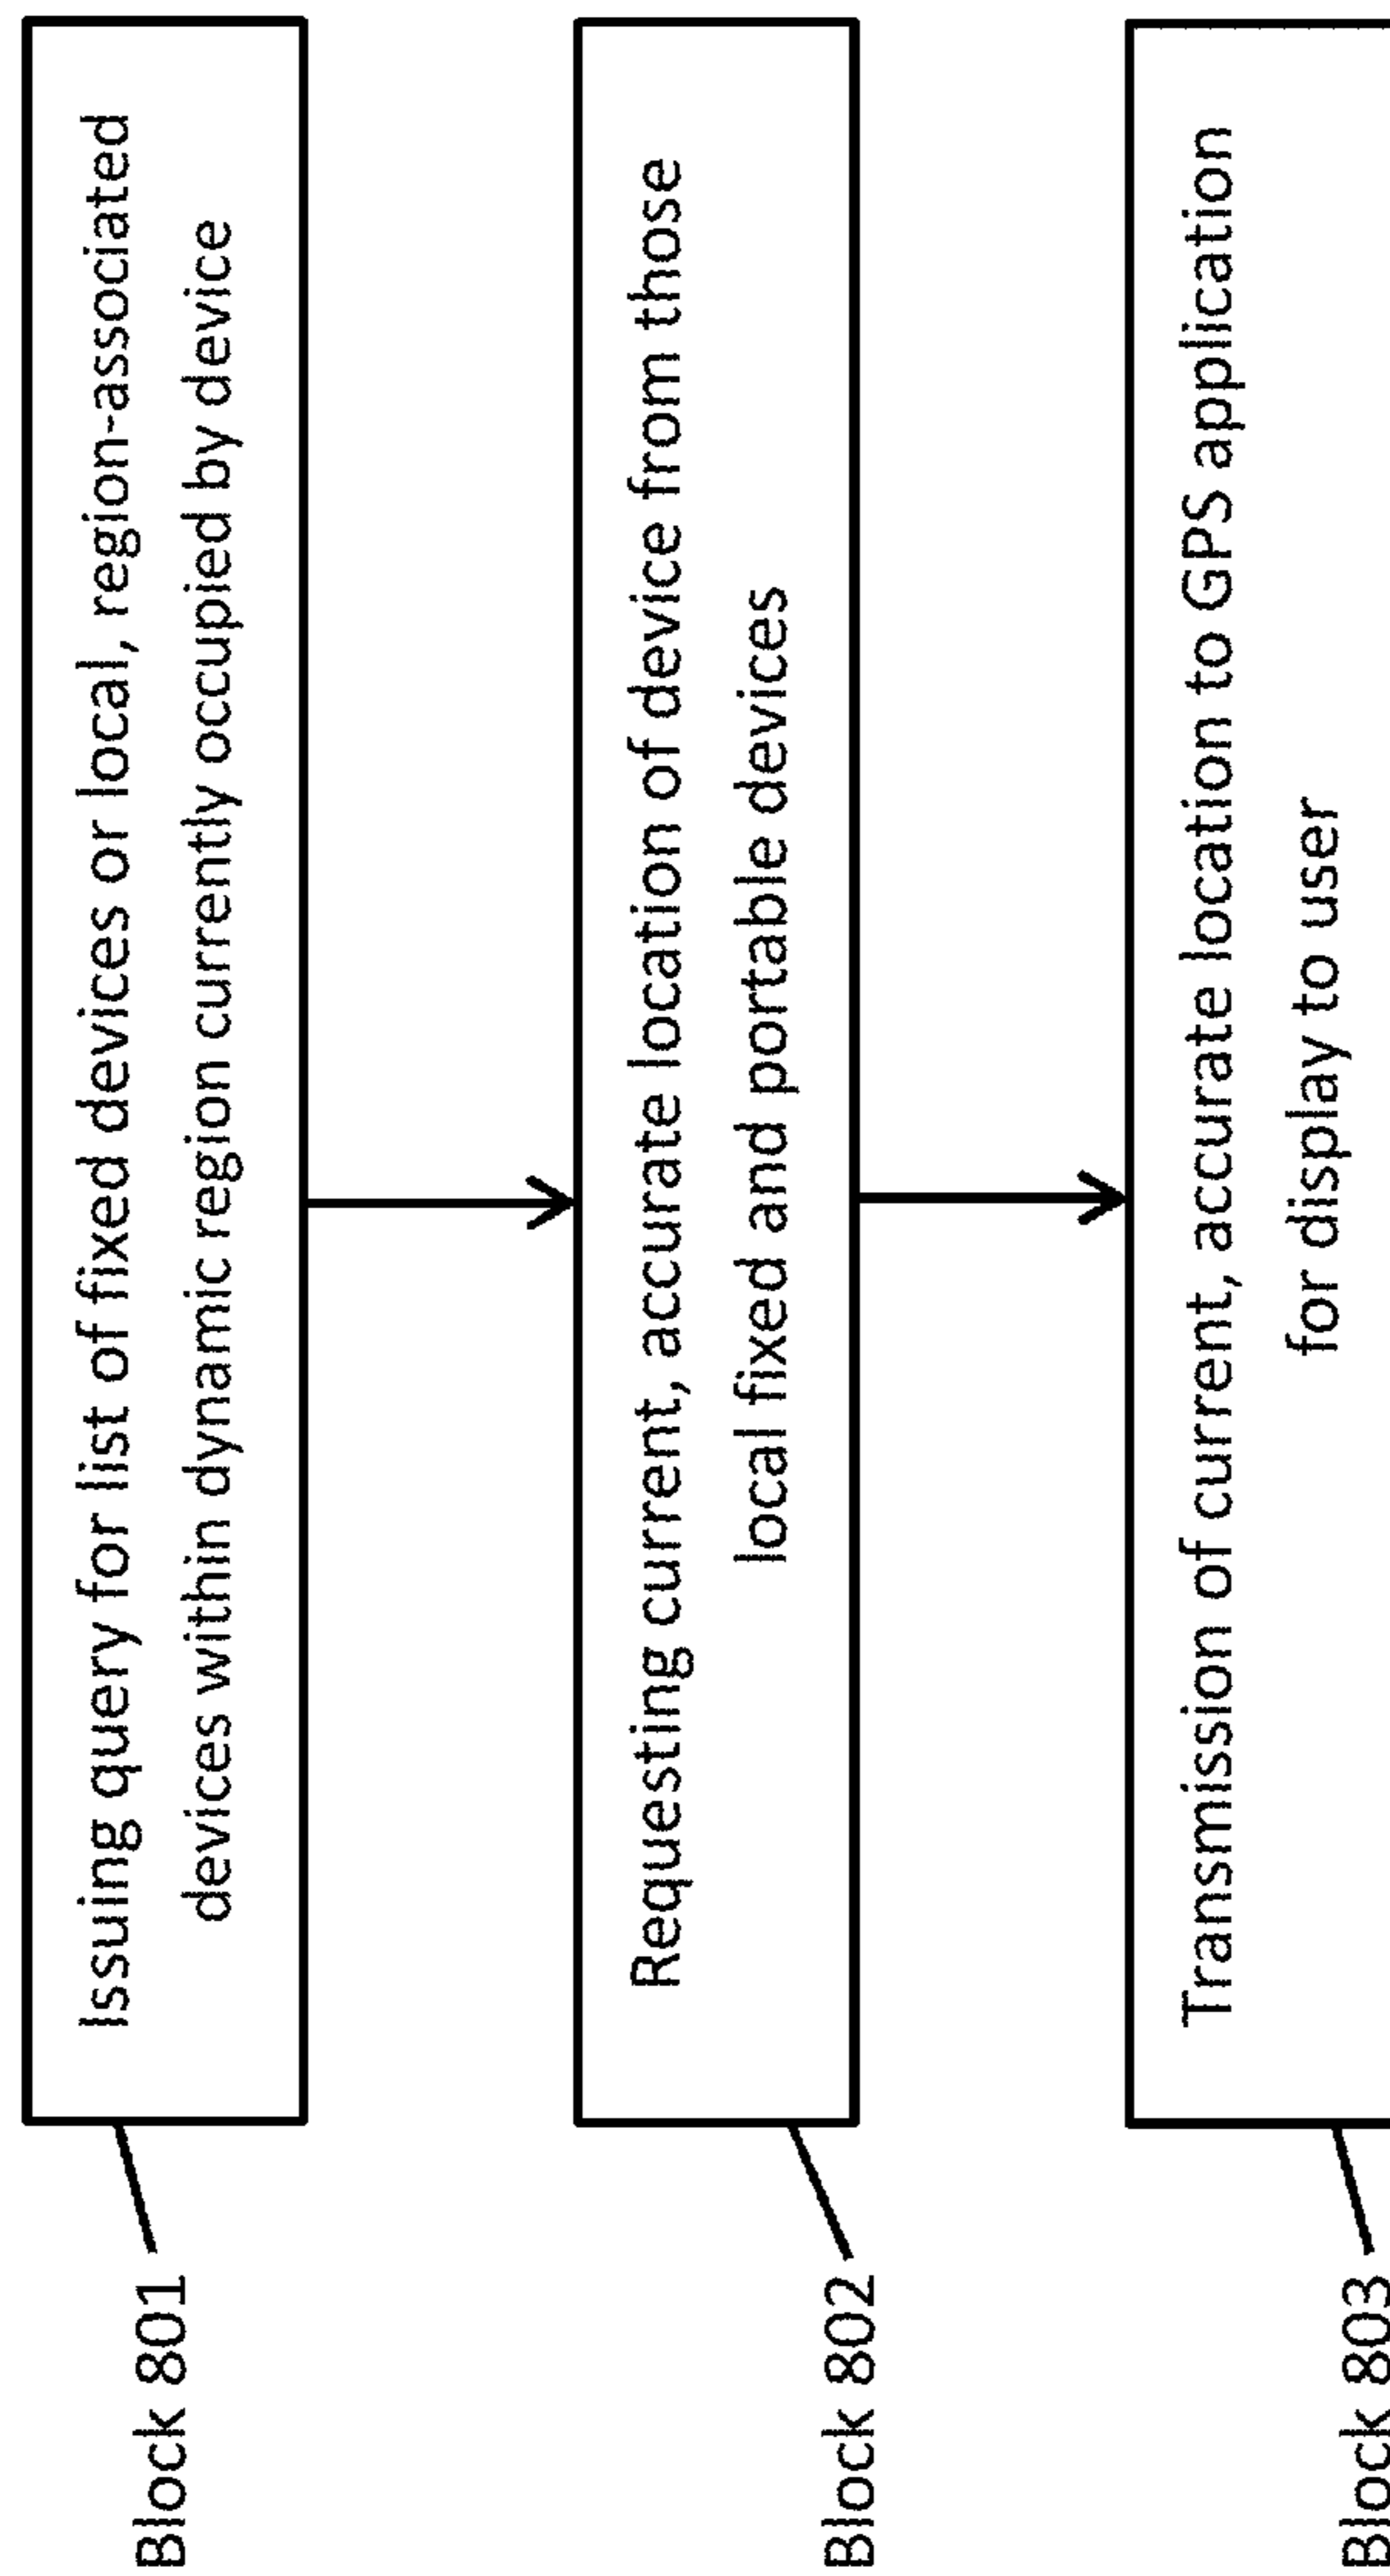 Issuing query for list of fixed devices or local, region-associated
devices within dynamic region currently occupied by device
Block 801
Requesting current, accurate location of device from those
local fixed and portable devices
Block 802
Transmission of current, accurate location to GPS application
for display to user
Block 803